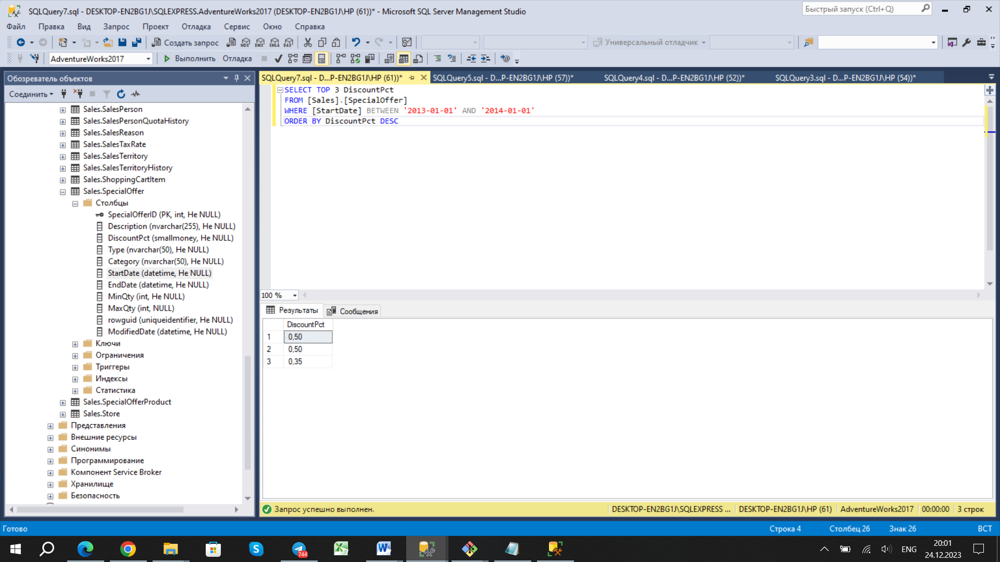 SQLQuery7.sql - DESKTOP-EN2BG1J\SQLEXPRESS.AdventureWorks2017 (DESKTOP-EN2BG1J\HP (61))* - Microsoft SQL Server Management Studio
Быстрый запуск (Ctrl+Q)
Файл Правка Вид Запрос Проект Отладка Сервис Окно Справка
Создать запрос MDX DMX XMLA DAX Универсальный отладчик
AdventureWorks2017 Выполнить Отладка
Обозреватель объектов
Соединить
SQLQuery7.sql - D...P-EN2BG1J\HP (61))* SQLQuery5.sql - D...P-EN2BG1J\HP (57))* SQLQuery4.sql - D...P-EN2BG1J\HP (52))* SQLQuery3.sql - D...P-EN2BG1J\HP (54))*
Sales.SalesPerson
Sales.SalesPersonQuotaHistory
Sales.SalesReason
Sales.SalesTaxRate
Sales.SalesTerritory
Sales.SalesTerritoryHistory
Sales.ShoppingCartItem
Sales.SpecialOffer
Столбцы
SpecialOfferID (PK, int, Не NULL)
Description (nvarchar(255), Не NULL)
DiscountPct (smallmoney, Не NULL)
Type (nvarchar(50), Не NULL)
Category (nvarchar(50), Не NULL)
StartDate (datetime, Не NULL)
EndDate (datetime, Не NULL)
MinQty (int, Не NULL)
MaxQty (int, NULL)
rowguid (uniqueidentifier, Не NULL)
ModifiedDate (datetime, Не NULL)
Ключи
Ограничения
Триггеры
Индексы
Статистика
Sales.SpecialOfferProduct
Sales.Store
Представления
Внешние ресурсы
Синонимы
Программирование
Компонент Service Broker
Хранилище
Безопасность
SELECT TOP 3 DiscountPct
FROM [Sales].[SpecialOffer]
WHERE [StartDate] BETWEEN '2013-01-01' AND '2014-01-01'
ORDER BY DiscountPct DESC
100 %
Результаты Сообщения
DiscountPct
1 0,50
2 0,50
3 0,35
Запрос успешно выполнен. DESKTOP-EN2BG1J\SQLEXPRESS ... DESKTOP-EN2BG1J\HP (61) AdventureWorks2017 00:00:00 3 строк
Готово Строка 4 Столбец 26 Знак 26 ВСТ
744
ENG
20:01
24.12.2023